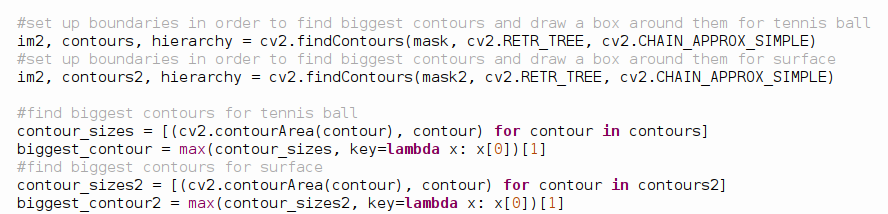 #set up boundaries in order to find biggest contours and draw a box around them for tennis ball
im2, contours, hierarchy = cv2.findContours(mask, cv2.RETR_TREE, cv2.CHAIN_APPROX_SIMPLE)
#set up boundaries in order to find biggest contours and draw a box around them for surface
im2, contours2, hierarchy = cv2.findContours(mask2, cv2.RETR_TREE, cv2.CHAIN_APPROX_SIMPLE)
#find biggest contours for tennis ball
contour_sizes = [(cv2.contourArea(contour), contour) for contour in contours]
biggest_contour = max(contour_sizes, key=lambda x: x[0])[1]
#find biggest contours for surface
contour_sizes2 = [(cv2.contourArea(contour), contour) for contour in contours2]
biggest_contour2 = max(contour_sizes2, key=lambda x: x[0])[1]